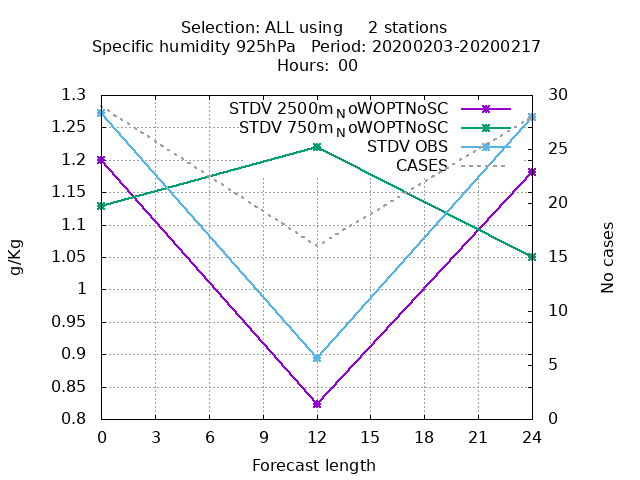 Selection: ALL using     2 stations
Specific humidity 925hPa   Period: 20200203-20200217
Hours:  00
STDV 2500m_NoWOPTNoSC
STDV 750m_NoWOPTNoSC
STDV OBS
CASES
1.3
1.25
1.2
1.15
1.1
1.05
1
0.95
0.9
0.85
0.8
g/Kg
30
25
20
15
10
5
0
No cases
0 3 6 9 12 15 18 21 24
Forecast length